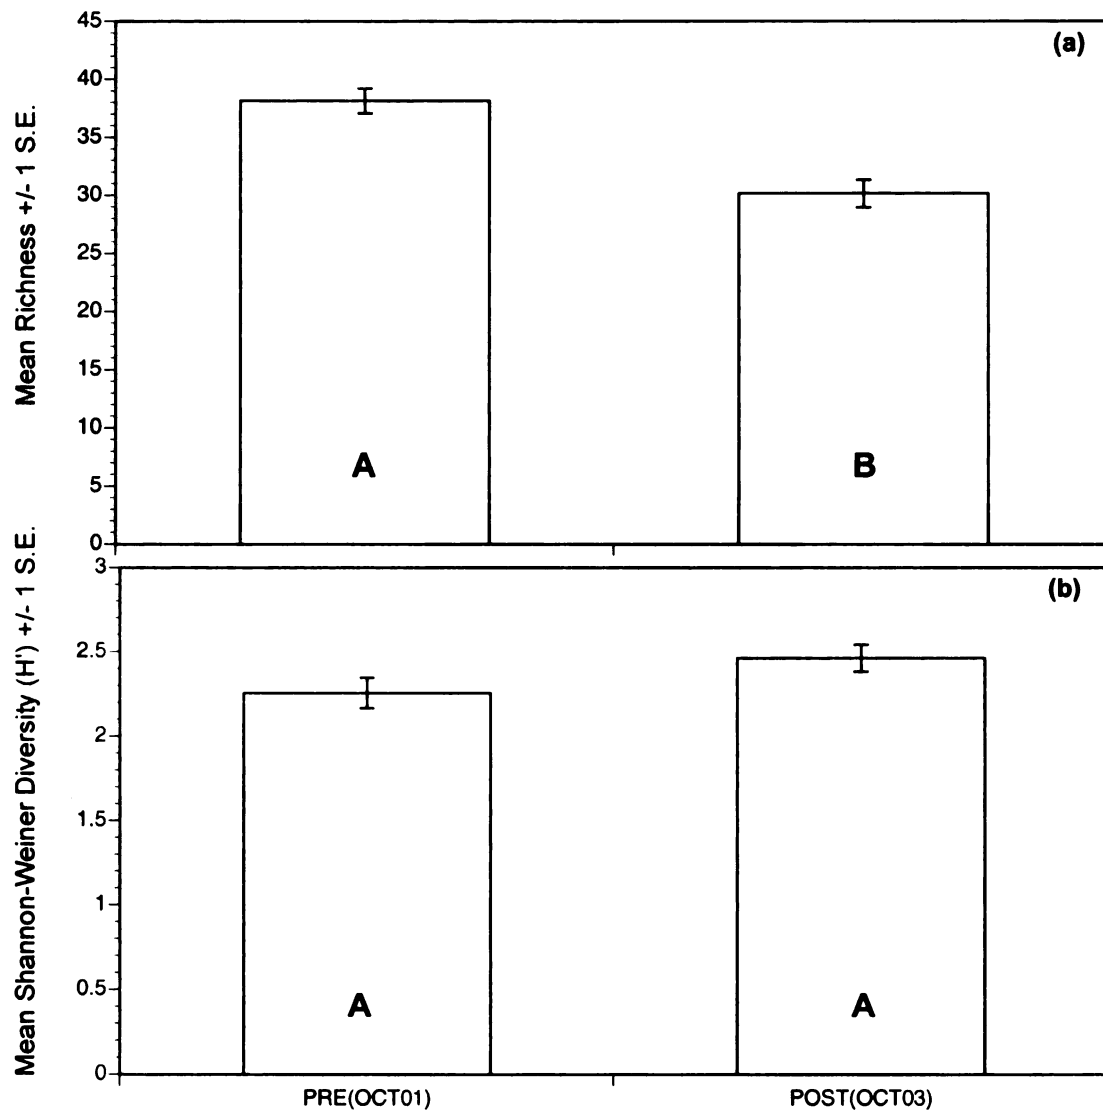 (a)
Mean Richness +/- 1 S.E.
45
40
35
30
25
20
15
10
5
0
A
B
(b)
Mean Shannon-Weiner Diversity (H') +/- 1 S.E.
3
2.5
2
1.5
1
0.5
0
A
A
PRE(OCT01)
POST(OCT03)